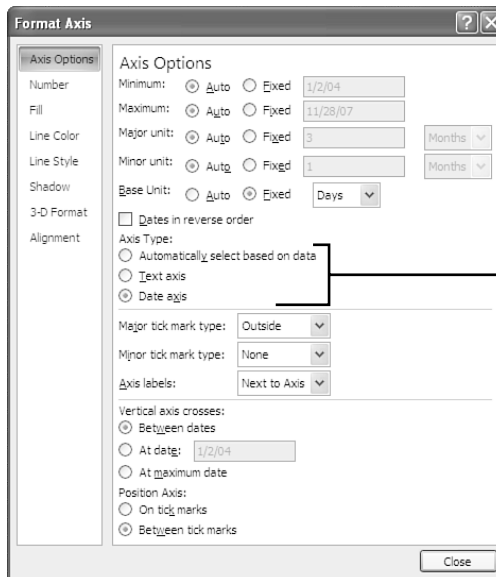 Format Axis
Axis Options
Number
Fill
Line Color
Line Style
Shadow
3-D Format
Alignment
Axis Options
Minimum: Auto Fixed 1/2/04
Maximum: Auto Fixed 11/28/07
Major unit: Auto Fixed 3 Months
Minor unit: Auto Fixed 1 Months
Base Unit: Auto Fixed Days
Dates in reverse order
Axis Type:
Automatically select based on data
Text axis
Date axis
Major tick mark type: Outside
Minor tick mark type: None
Axis labels: Next to Axis
Vertical axis crosses:
Between dates
At date: 1/2/04
At maximum date
Position Axis:
On tick marks
Between tick marks
Close